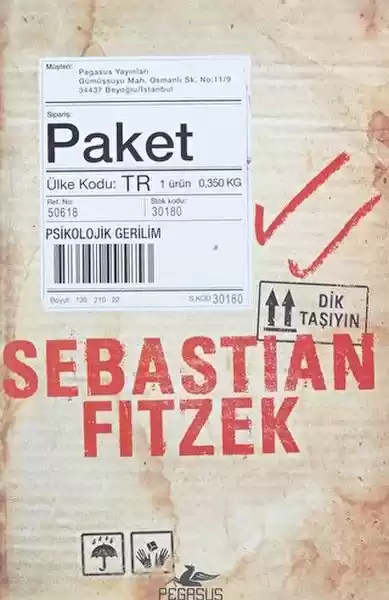 Müşteri:
Pegasus Yayınları
Gümüşsuyu Mah. Osmanlı Sk. No:11/9
34437 Beyoğlu/İstanbul
Sipariş:
Paket
Ülke Kodu: TR 1 ürün 0,350 KG
Ref. No: Stok kodu:
50618 30180
PSİKOLOJİK GERİLİM
Boyut: 135 210 22 S.KOD 30180
DİK
TAŞIYIN
SEBASTIAN
FITZEK
PEGASUS